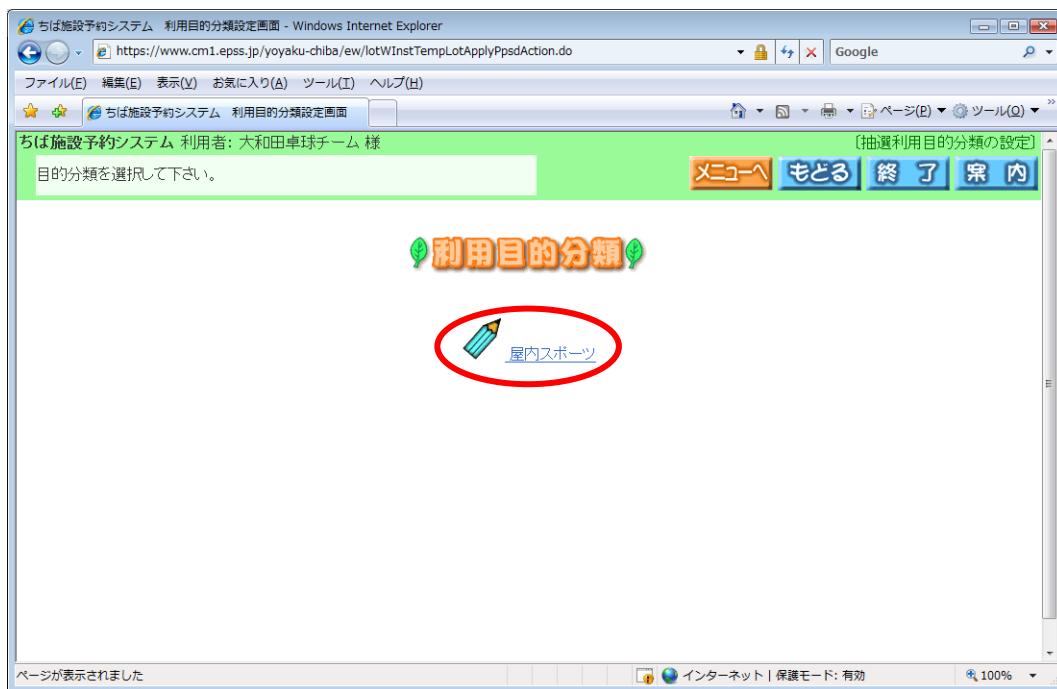 ちば施設予約システム 利用目的分類設定画面 - Windows Internet Explorer
https://www.cm1.epss.jp/yoyaku-chiba/ew/lotWInstTempLotApplyPpsdAction.do
Google
ファイル(F) 編集(E) 表示(V) お気に入り(A) ツール(T) ヘルプ(H)
ちば施設予約システム 利用目的分類設定画面
ページ(P) ツール(O)
ちば施設予約システム 利用者: 大和田卓球チーム 様
[抽選利用目的分類の設定]
目的分類を選択して下さい。
メニューへ もどる 終了 案内
利用目的分類
屋内スポーツ
ページが表示されました
インターネット | 保護モード: 有効
100%